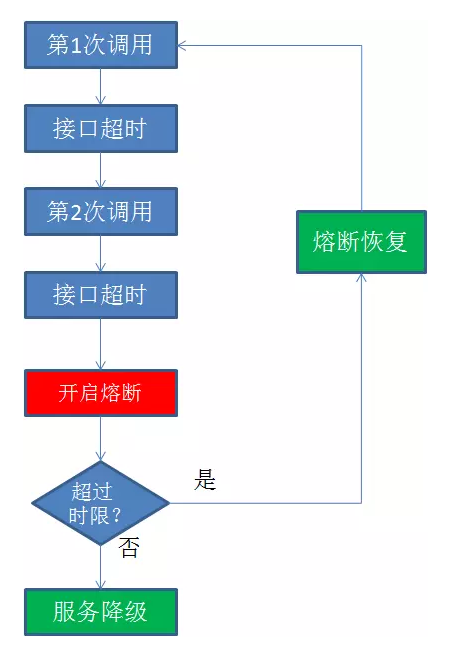 第1次调用
接口超时
第2次调用
接口超时
熔断恢复
开启熔断
超过
时限？
是
否
服务降级